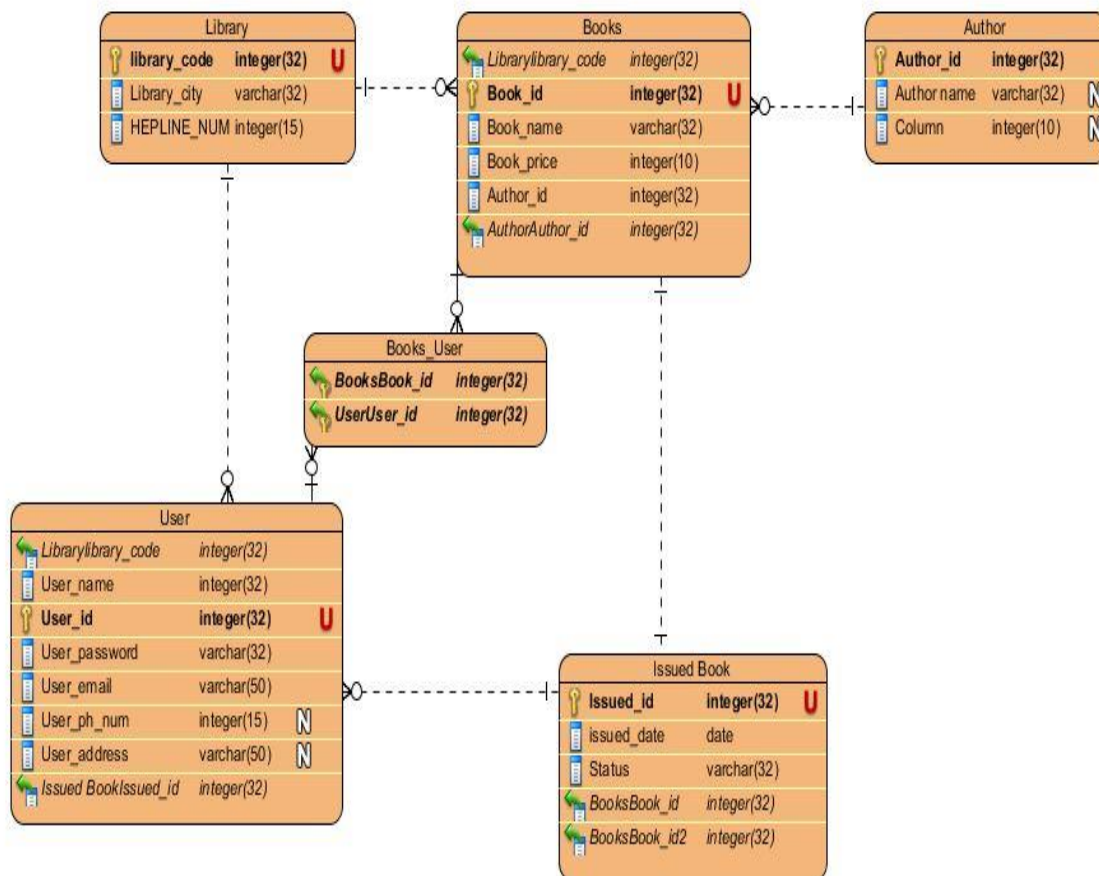 Library
library_code integer(32) U
Library_city varchar(32)
HEPLINE_NUM integer(15)
Books
Librarylibrary_code integer(32)
Book_id integer(32) U
Book_name varchar(32)
Book_price integer(10)
Author_id integer(32)
AuthorAuthor_id integer(32)
Author
Author_id integer(32)
Author name varchar(32) N
Column integer(10) N
Books_User
BooksBook_id integer(32)
UserUser_id integer(32)
User
Librarylibrary_code integer(32)
User_name integer(32)
User_id integer(32) U
User_password varchar(32)
User_email varchar(50)
User_ph_num integer(15) N
User_address varchar(50) N
Issued BookIssued_id integer(32)
Issued Book
Issued_id integer(32) U
issued_date date
Status varchar(32)
BooksBook_id integer(32)
BooksBook_id2 integer(32)